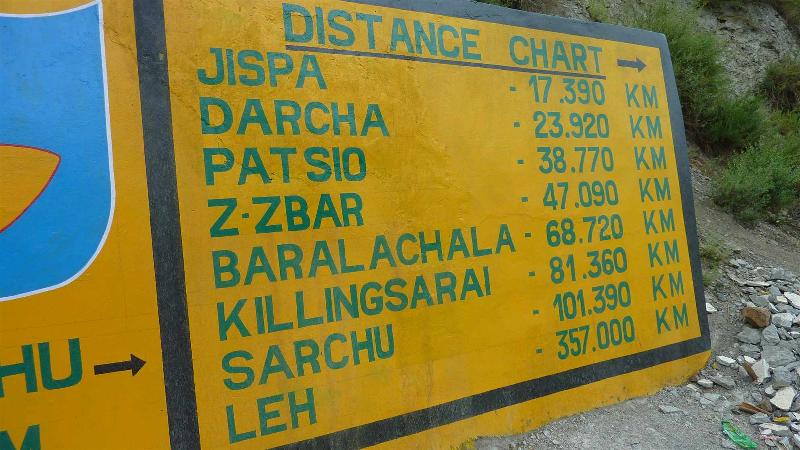 DISTANCE CHART →
JISPA - 17.390 KM
DARCHA - 23.920 KM
PATSIO - 38.770 KM
Z-ZBAR - 47.090 KM
BARALACHALA - 68.720 KM
KILLINGSARAI - 81.360 KM
SARCHU - 101.390 KM
LEH - 357.000 KM
HU →
M